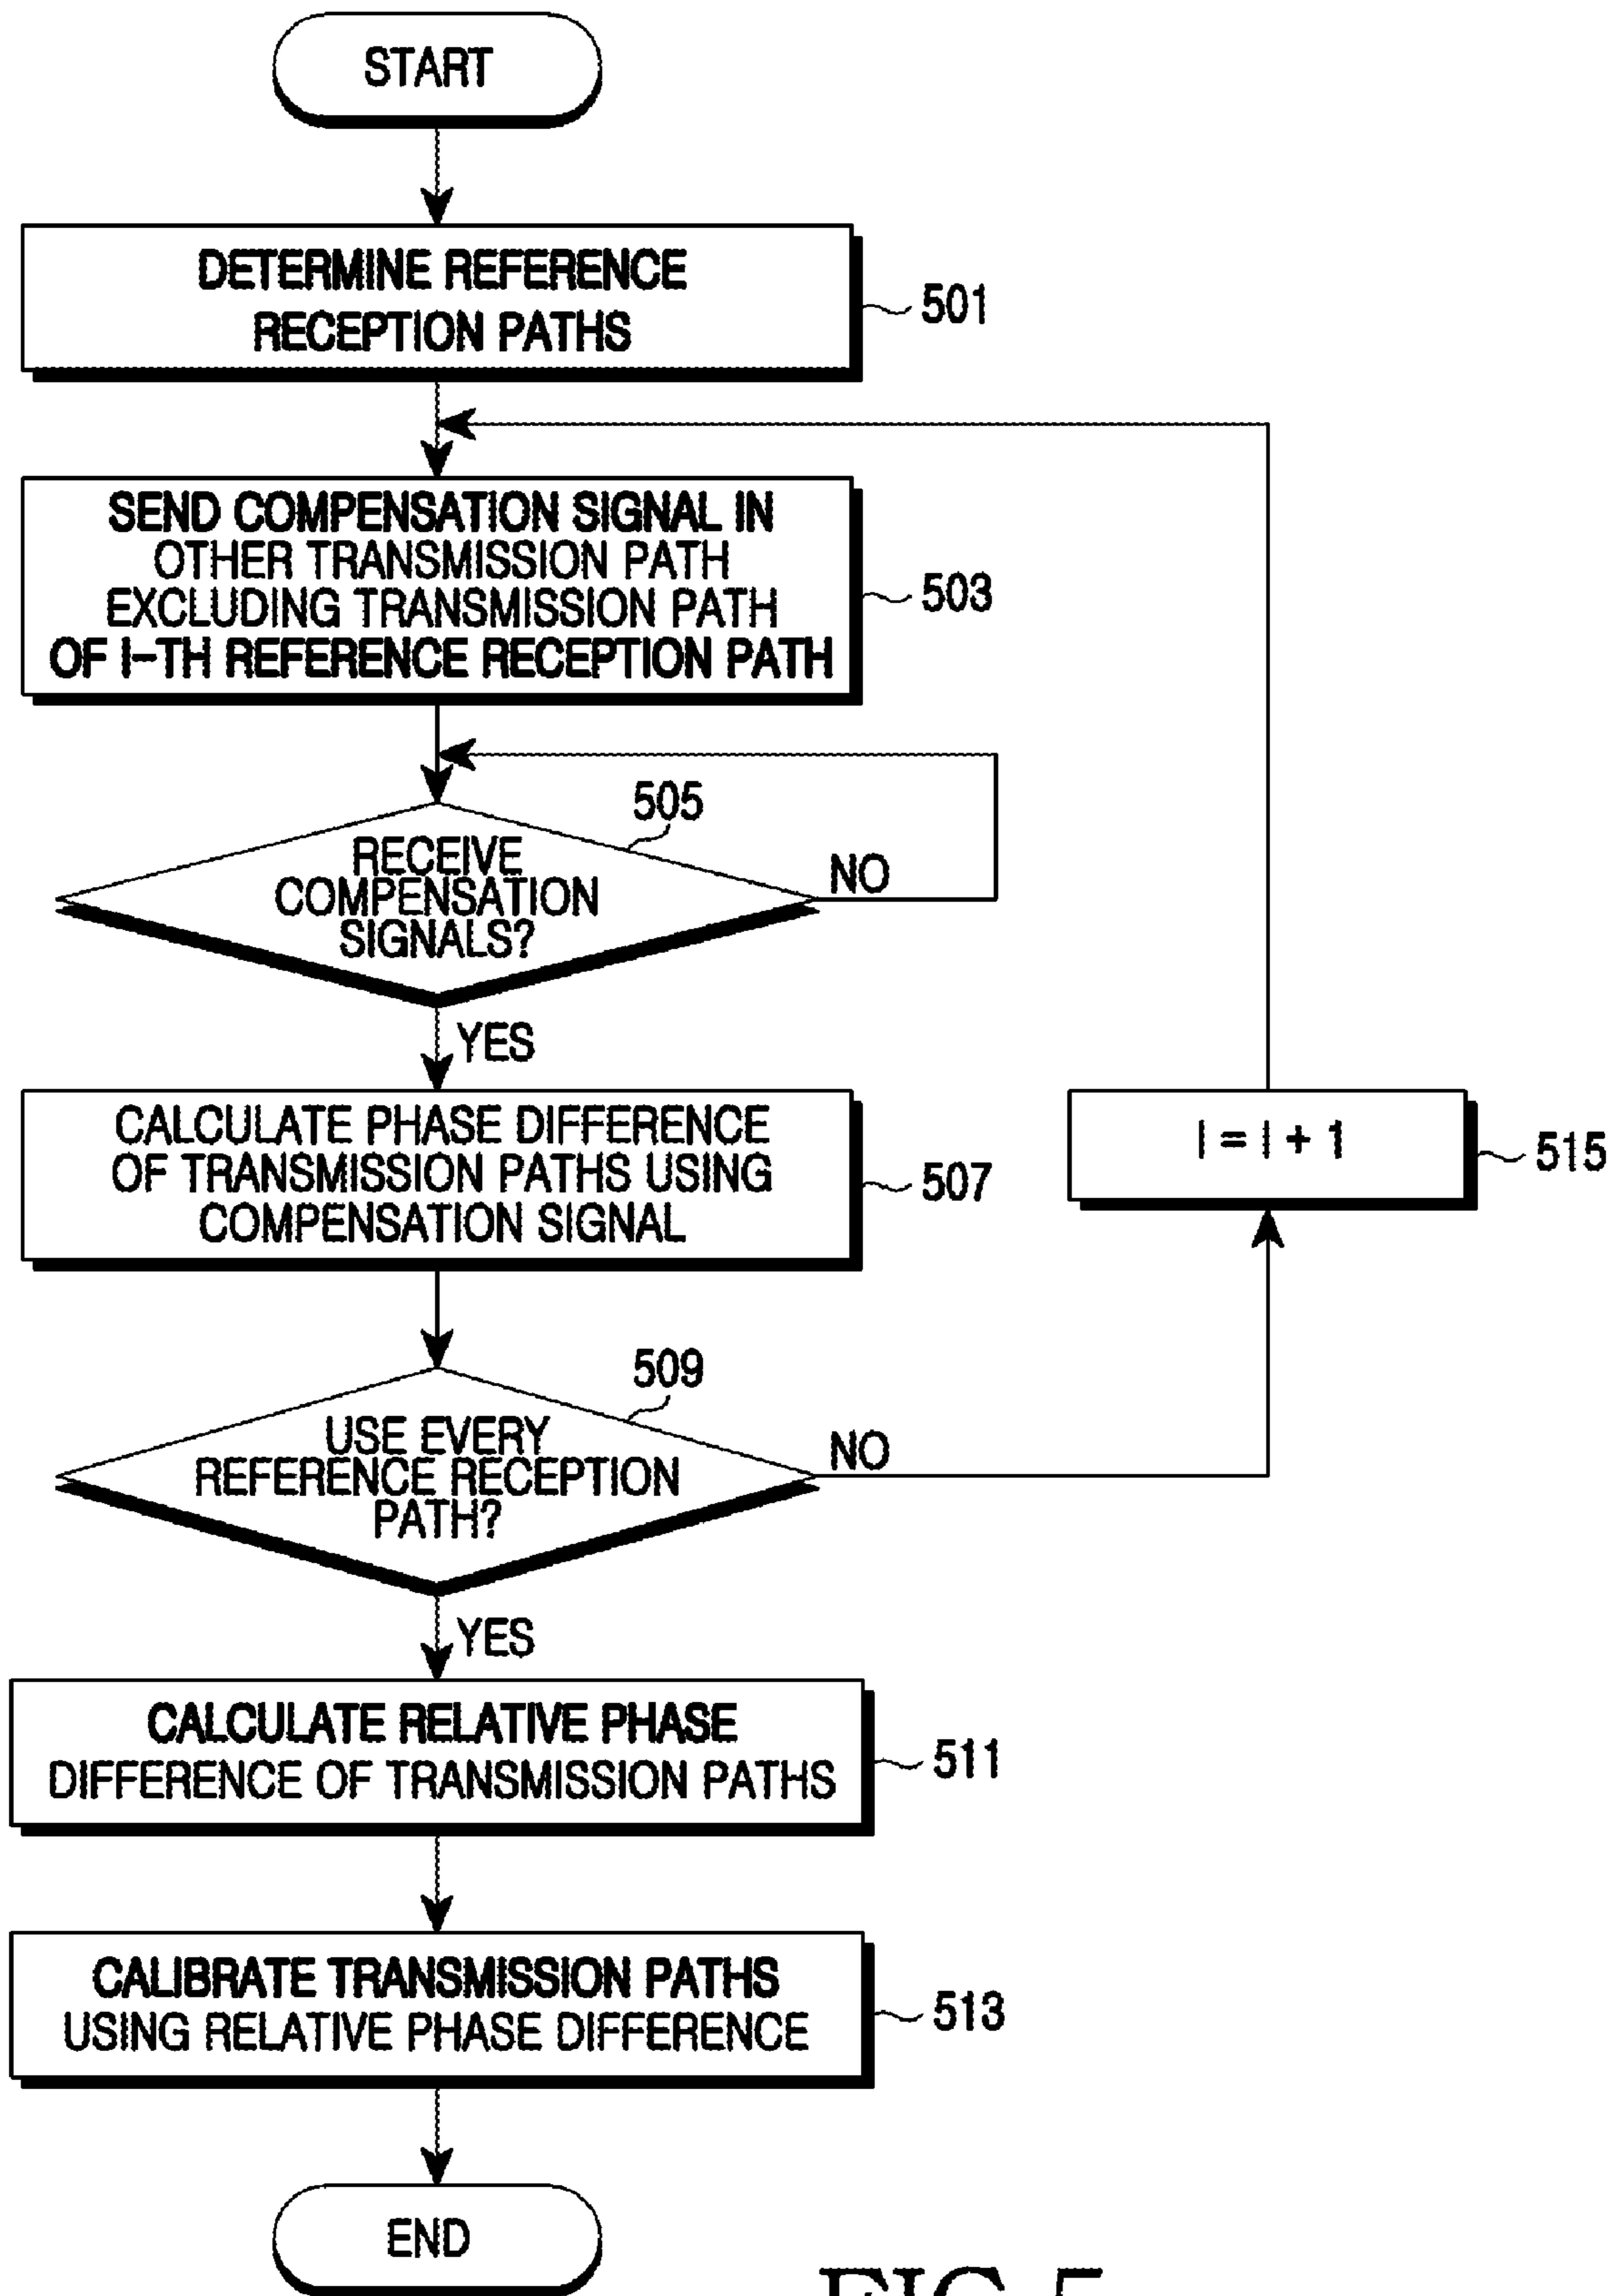 START
DETERMINE REFERENCE
RECEPTION PATHS
501
SEND COMPENSATION SIGNAL IN
OTHER TRANSMISSION PATH
EXCLUDING TRANSMISSION PATH
OF I-TH REFERENCE RECEPTION PATH
503
505
RECEIVE
COMPENSATION
SIGNALS?
NO
YES
CALCULATE PHASE DIFFERENCE
OF TRANSMISSION PATHS USING
COMPENSATION SIGNAL
507
I = I + 1
515
509
USE EVERY
REFERENCE RECEPTION
PATH?
NO
YES
CALCULATE RELATIVE PHASE
DIFFERENCE OF TRANSMISSION PATHS
511
CALIBRATE TRANSMISSION PATHS
USING RELATIVE PHASE DIFFERENCE
513
END
FIG.5